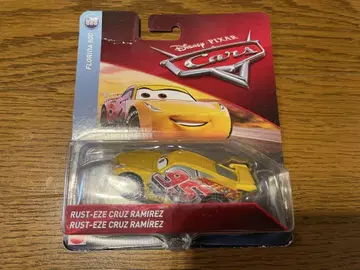 FLORIDA 500
Disney · PIXAR
Cars
RUST-EZE CRUZ RAMIREZ
RUST-EZE CRUZ RAMÍREZ